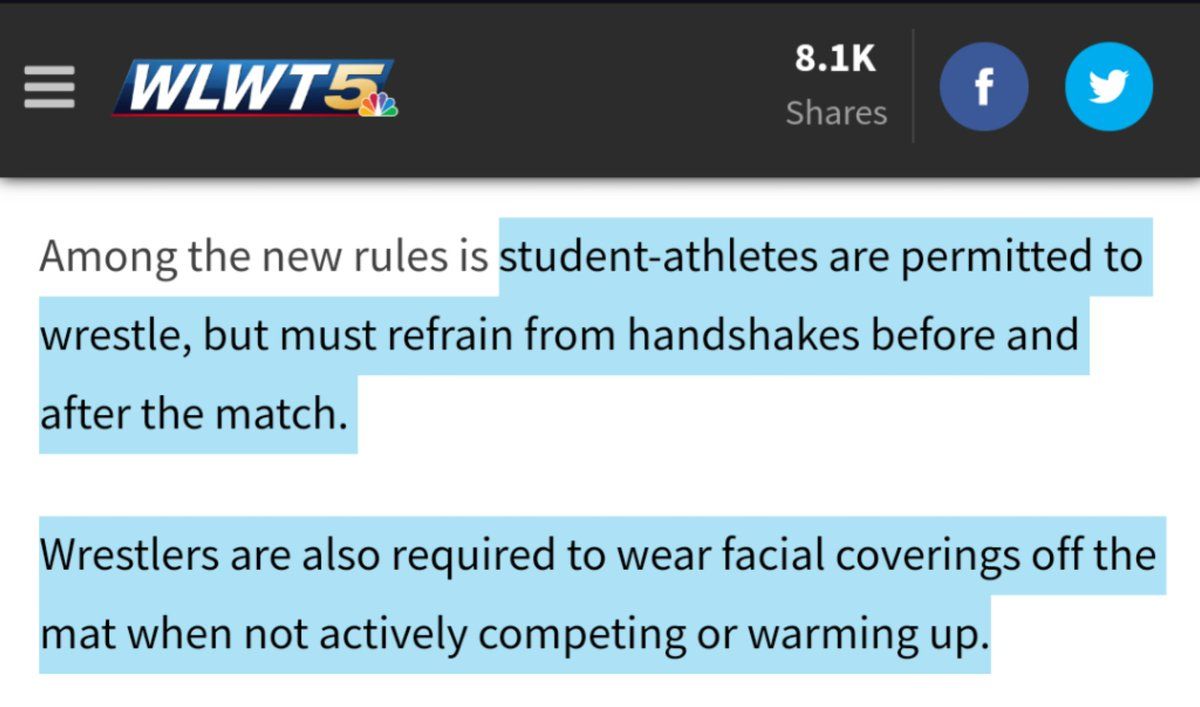 WLWT5
8.1K
Shares
f
Among the new rules is student-athletes are permitted to
wrestle, but must refrain from handshakes before and
after the match.
Wrestlers are also required to wear facial coverings off the
mat when not actively competing or warming up.